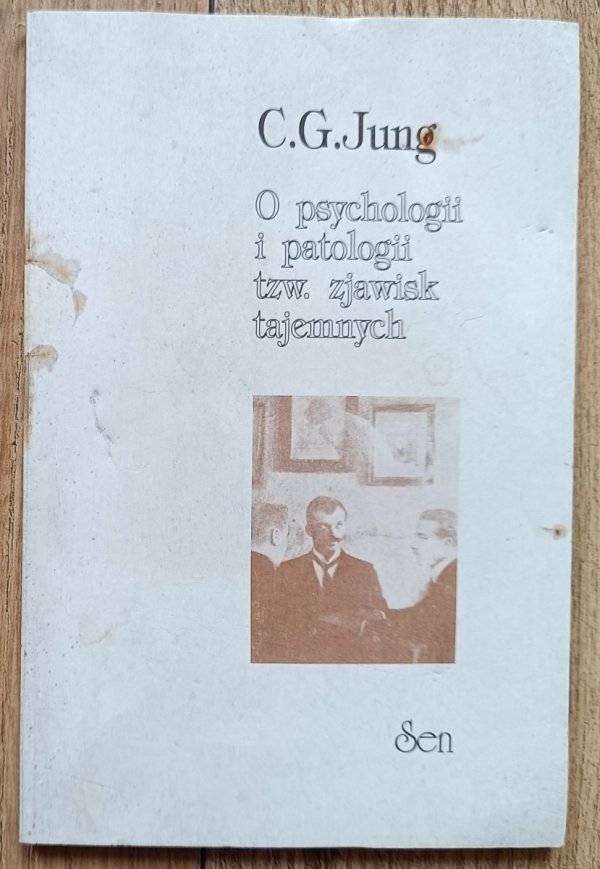 C.G.Jung
O psychologii
i patologii
tzw. zjawisk
tajemnych
Sen